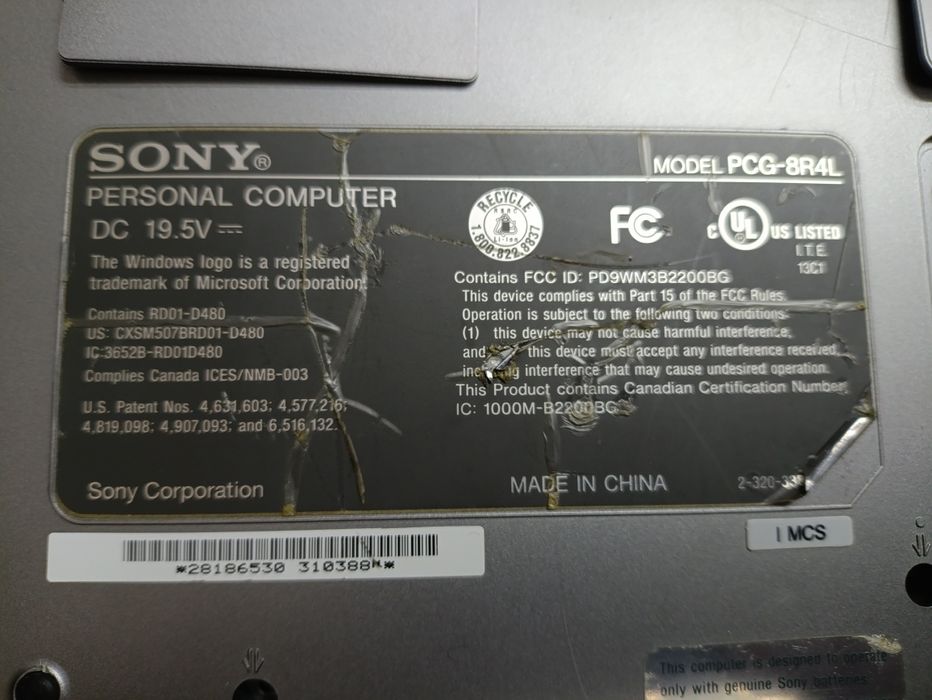 SONY®
MODEL PCG-8R4L
PERSONAL COMPUTER
DC 19.5V
The Windows logo is a registered
trademark of Microsoft Corporation.
Contains RD01-D480
US: CXSM507BRD01-D480
IC:3652B-RD01D480
Complies Canada ICES/NMB-003
U.S. Patent Nos. 4,631,603; 4,577,216;
4,819,098; 4,907,093; and 6,516,132.
Sony Corporation
RECYCLE
RBRC
Li-ion
1.800.822.8837
FC
C UL US LISTED
I.T.E.
13C1
Contains FCC ID: PD9WM3B2200BG
This device complies with Part 15 of the FCC Rules.
Operation is subject to the following two conditions:
(1) this device may not cause harmful interference,
and this device must accept any interference received,
interference that may cause undesired operation.
This Product contains Canadian Certification Number
IC: 1000M-B2200BG
MADE IN CHINA
2-320-33
*28186530 310388*
I MCS
This computer is designed to operate
only with genuine Sony batteries